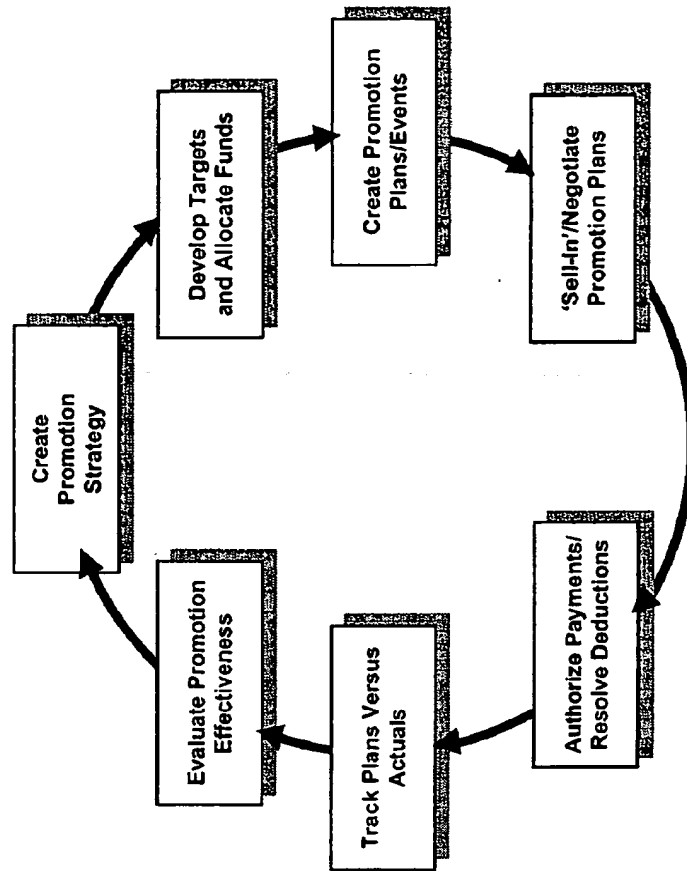 Create
Promotion
Strategy
Develop Targets
and Allocate Funds
Create Promotion
Plans/Events
'Sell-In'/Negotiate
Promotion Plans
Authorize Payments/
Resolve Deductions
Track Plans Versus
Actuals
Evaluate Promotion
Effectiveness